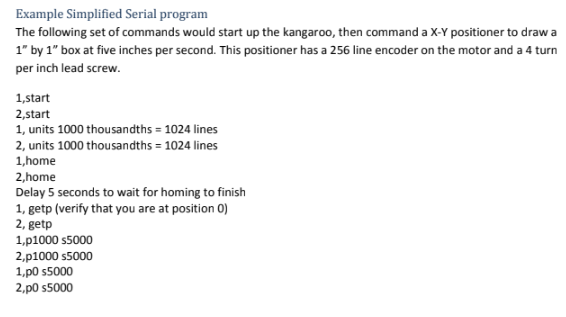 Example Simplified Serial program
The following set of commands would start up the kangaroo, then command a X-Y positioner to draw a
1” by 1” box at five inches per second. This positioner has a 256 line encoder on the motor and a 4 turn
per inch lead screw.
1,start
2,start
1, units 1000 thousandths = 1024 lines
2, units 1000 thousandths = 1024 lines
1,home
2,home
Delay 5 seconds to wait for homing to finish
1, getp (verify that you are at position 0)
2, getp
1,p1000 s5000
2,p1000 s5000
1,p0 s5000
2,p0 s5000